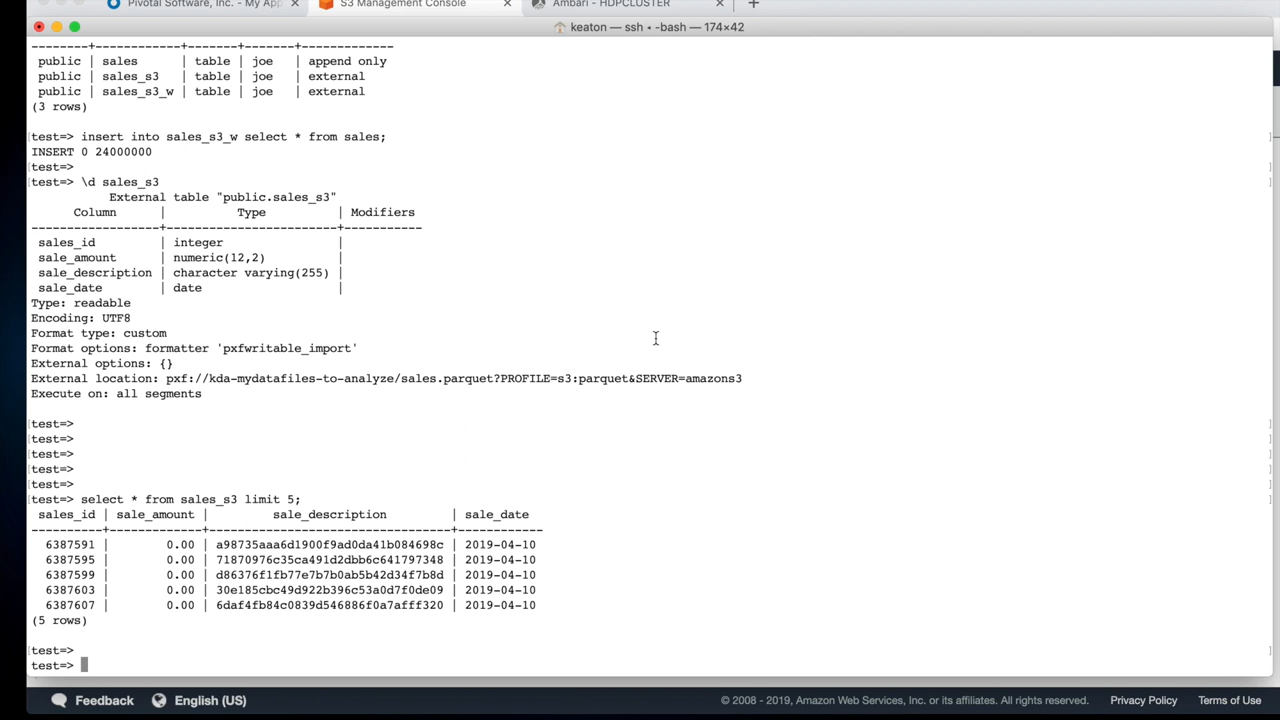 Pivotal Software, Inc. - My Ap
S3 Management Console
Ambari - HDPCLUSTER
keaton — ssh • -bash — 174×42
--------+------------+-------+-------+-------------
public | sales | table | joe | append only
public | sales_s3 | table | joe | external
public | sales_s3_w | table | joe | external
(3 rows)
[test=> insert into sales_s3_w select * from sales;
INSERT 0 24000000
[test=>
[test=> \d sales_s3
External table "public.sales_s3"
Column | Type | Modifiers
------------------+------------------------+-----------
sales_id | integer |
sale_amount | numeric(12,2) |
sale_description | character varying(255) |
sale_date | date |
Type: readable
Encoding: UTF8
Format type: custom
Format options: formatter 'pxfwritable_import'
External options: {}
External location: pxf://kda-mydatafiles-to-analyze/sales.parquet?PROFILE=s3:parquet&SERVER=amazons3
Execute on: all segments
[test=>
[test=>
[test=>
[test=>
[test=>
[test=> select * from sales_s3 limit 5;
sales_id | sale_amount | sale_description | sale_date
----------+-------------+----------------------------------+------------
6387591 | 0.00 | a98735aaa6d1900f9ad0da41b084698c | 2019-04-10
6387595 | 0.00 | 71870976c35ca491d2dbb6c641797348 | 2019-04-10
6387599 | 0.00 | d86376f1fb77e7b7b0ab5b42d34f7b8d | 2019-04-10
6387603 | 0.00 | 30e185cbc49d922b396c53a0d7f0de09 | 2019-04-10
6387607 | 0.00 | 6daf4fb84c0839d546886f0a7afff320 | 2019-04-10
(5 rows)
[test=>
test=>
Feedback
English (US)
© 2008 - 2019, Amazon Web Services, Inc. or its affiliates. All rights reserved.
Privacy Policy
Terms of Use